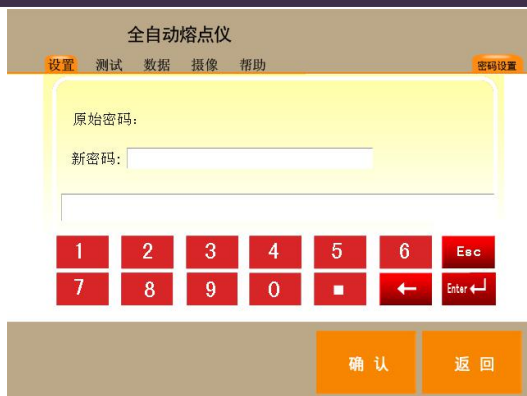 全自动熔点仪
设置 测试 数据 摄像 帮助 密码设置
原始密码:
新密码:
1 2 3 4 5 6 Esc
7 8 9 0 ■ ← Enter
确认 返回